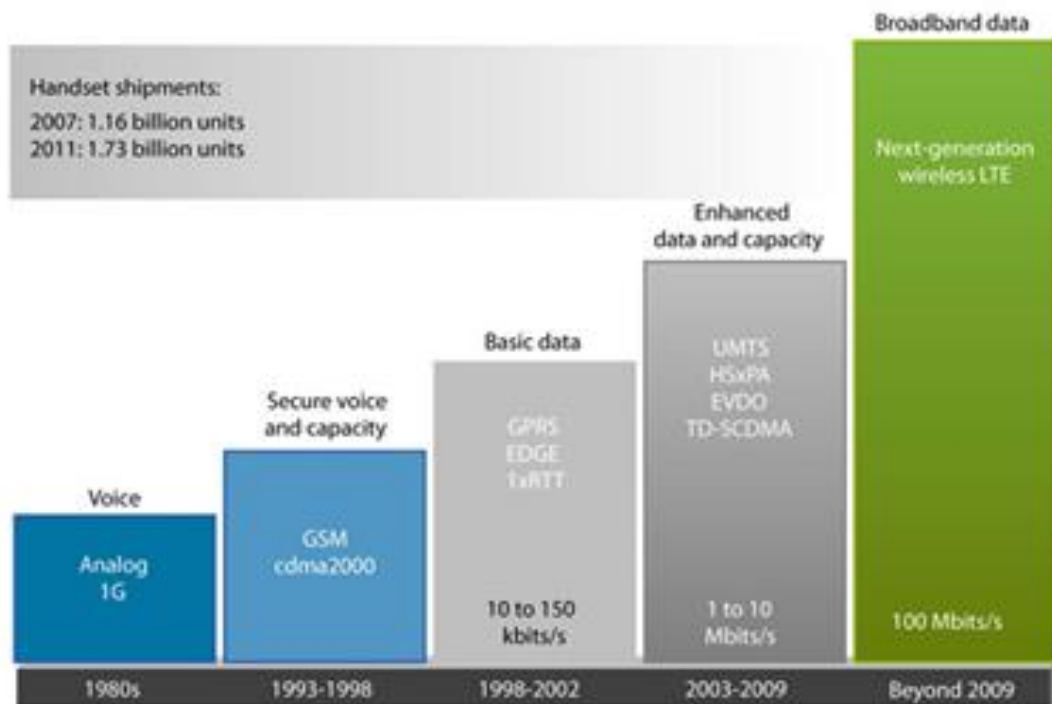 Broadband data
Handset shipments:
2007: 1.16 billion units
2011: 1.73 billion units
Next-generation
wireless LTE
Enhanced
data and capacity
UMTS
HSxPA
EVDO
TD-SCDMA
Basic data
GPRS
EDGE
1xRTT
Secure voice
and capacity
GSM
cdma2000
Voice
Analog
1G
10 to 150
kbits/s
1 to 10
Mbits/s
100 Mbits/s
1980s
1993-1998
1998-2002
2003-2009
Beyond 2009